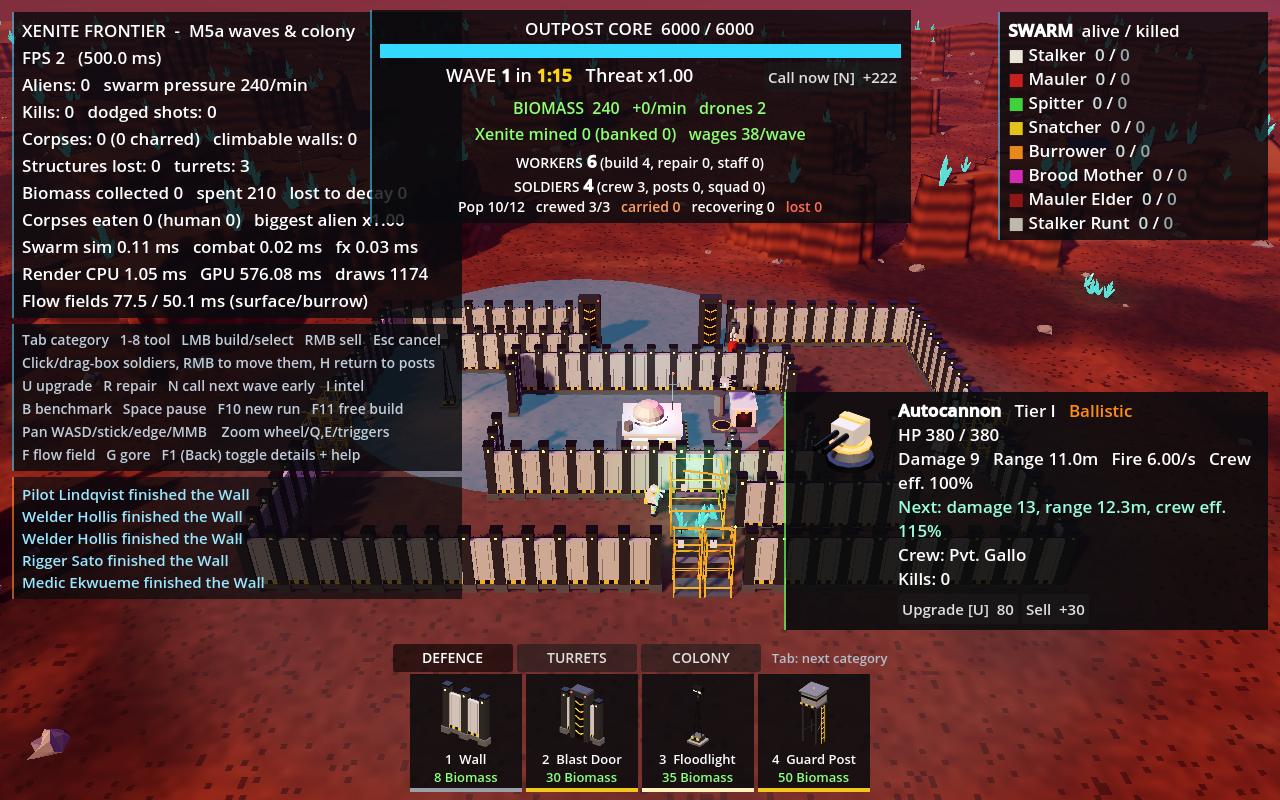 XENITE FRONTIER - M5a waves & colony
FPS 2 (500.0 ms)
Aliens: 0 swarm pressure 240/min
Kills: 0 dodged shots: 0
Corpses: 0 (0 charred) climbable walls: 0
Structures lost: 0 turrets: 3
Biomass collected 0 spent 210 lost to decay 0
Corpses eaten 0 (human 0) biggest alien x1.00
Swarm sim 0.11 ms combat 0.02 ms fx 0.03 ms
Render CPU 1.05 ms GPU 576.08 ms draws 1174
Flow fields 77.5 / 50.1 ms (surface/burrow)
Tab category 1-8 tool LMB build/select RMB sell Esc cancel
Click/drag-box soldiers, RMB to move them, H return to posts
U upgrade R repair N call next wave early I intel
B benchmark Space pause F10 new run F11 free build
Pan WASD/stick/edge/MMB Zoom wheel/Q,E/triggers
F flow field G gore F1 (Back) toggle details + help
Pilot Lindqvist finished the Wall
Welder Hollis finished the Wall
Welder Hollis finished the Wall
Rigger Sato finished the Wall
Medic Ekwueme finished the Wall
OUTPOST CORE 6000 / 6000
WAVE 1 in 1:15 Threat x1.00 Call now [N] +222
BIOMASS 240 +0/min drones 2
Xenite mined 0 (banked 0) wages 38/wave
WORKERS 6 (build 4, repair 0, staff 0)
SOLDIERS 4 (crew 3, posts 0, squad 0)
Pop 10/12 crewed 3/3 carried 0 recovering 0 lost 0
SWARM alive / killed
Stalker 0 / 0
Mauler 0 / 0
Spitter 0 / 0
Snatcher 0 / 0
Burrower 0 / 0
Brood Mother 0 / 0
Mauler Elder 0 / 0
Stalker Runt 0 / 0
Autocannon Tier I Ballistic
HP 380 / 380
Damage 9 Range 11.0m Fire 6.00/s Crew
eff. 100%
Next: damage 13, range 12.3m, crew eff.
115%
Crew: Pvt. Gallo
Kills: 0
Upgrade [U] 80 Sell +30
DEFENCE TURRETS COLONY Tab: next category
1 Wall
8 Biomass
2 Blast Door
30 Biomass
3 Floodlight
35 Biomass
4 Guard Post
50 Biomass